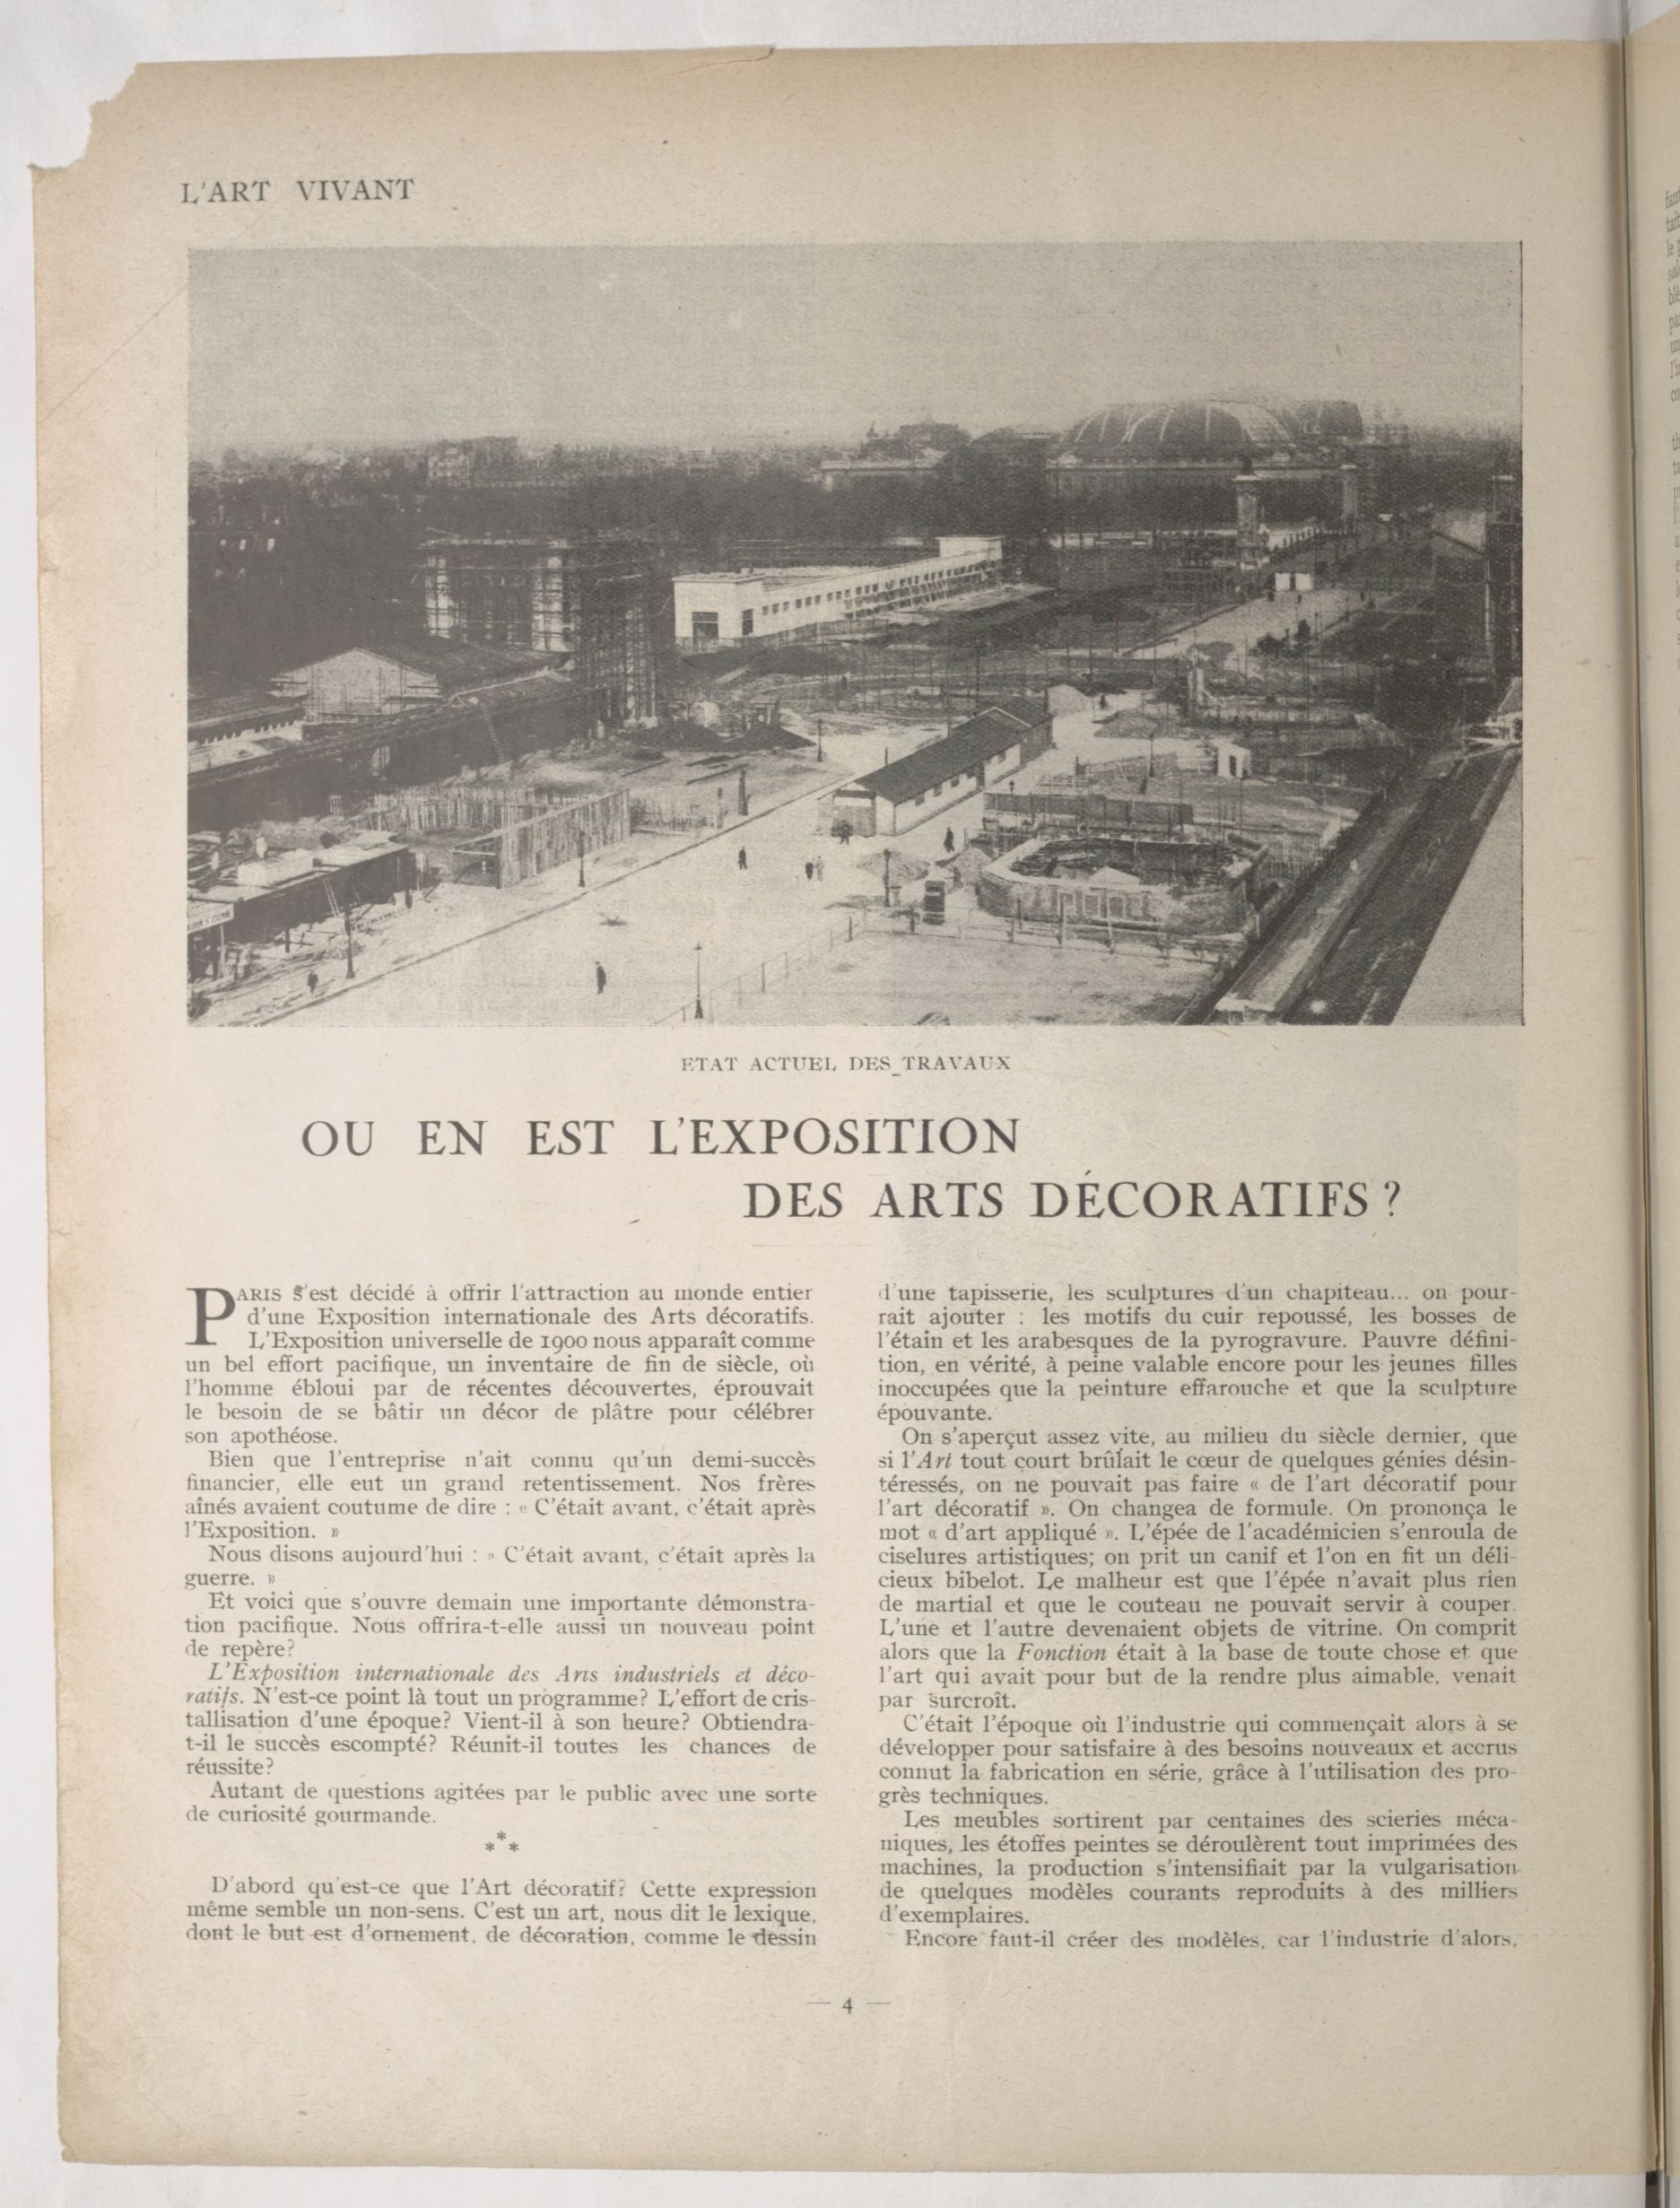 L'ART VIVANT
ETAT ACTUEL DES TRAVAUX
OU EN EST L'EXPOSITION
DES ARTS DÉCORATIFS ?
PARIS s'est décidé à offrir l'attraction au monde entier
d'une Exposition internationale des Arts décoratifs.
L'Exposition universelle de 1900 nous apparaît comme
un bel effort pacifique, un inventaire de fin de siècle, où
l'homme ébloui par de récentes découvertes, éprouvait
le besoin de se bâtir un décor de plâtre pour célébrer
son apothéose.
Bien que l'entreprise n'ait connu qu'un demi-succès
financier, elle eut un grand retentissement. Nos frères
aînés avaient coutume de dire : « C'était avant, c'était après
l'Exposition. »
Nous disons aujourd'hui : « C'était avant, c'était après la
guerre. »
Et voici que s'ouvre demain une importante démonstra-
tion pacifique. Nous offrira-t-elle aussi un nouveau point
de repère?
L'Exposition internationale des Arts industriels et déco-
ratifs. N'est-ce point là tout un programme? L'effort de cris-
tallisation d'une époque? Vient-il à son heure? Obtiendra-
t-il le succès escompté? Réunit-il toutes les chances de
réussite?
Autant de questions agitées par le public avec une sorte
de curiosité gourmande.
***
D'abord qu'est-ce que l'Art décoratif? Cette expression
même semble un non-sens. C'est un art, nous dit le lexique,
dont le but est d'ornement, de décoration, comme le dessin
d'une tapisserie, les sculptures d'un chapiteau... on pour-
rait ajouter : les motifs du cuir repoussé, les bosses de
l'étain et les arabesques de la pyrogravure. Pauvre défini-
tion, en vérité, à peine valable encore pour les jeunes filles
inoccupées que la peinture effarouche et que la sculpture
épouvante.
On s'aperçut assez vite, au milieu du siècle dernier, que
si l'Art tout court brûlait le cœur de quelques génies désin-
téressés, on ne pouvait pas faire « de l'art décoratif pour
l'art décoratif ». On changea de formule. On prononça le
mot « d'art appliqué ». L'épée de l'académicien s'enroula de
ciselures artistiques; on prit un canif et l'on en fit un déli-
cieux bibelot. Le malheur est que l'épée n'avait plus rien
de martial et que le couteau ne pouvait servir à couper.
L'une et l'autre devenaient objets de vitrine. On comprit
alors que la Fonction était à la base de toute chose et que
l'art qui avait pour but de la rendre plus aimable, venait
par surcroît.
C'était l'époque où l'industrie qui commençait alors à se
développer pour satisfaire à des besoins nouveaux et accrus
connut la fabrication en série, grâce à l'utilisation des pro-
grès techniques.
Les meubles sortirent par centaines des scieries méca-
niques, les étoffes peintes se déroulèrent tout imprimées des
machines, la production s'intensifiait par la vulgarisation
de quelques modèles courants reproduits à des milliers
d'exemplaires.
Encore faut-il créer des modèles, car l'industrie d'alors,
— 4 —